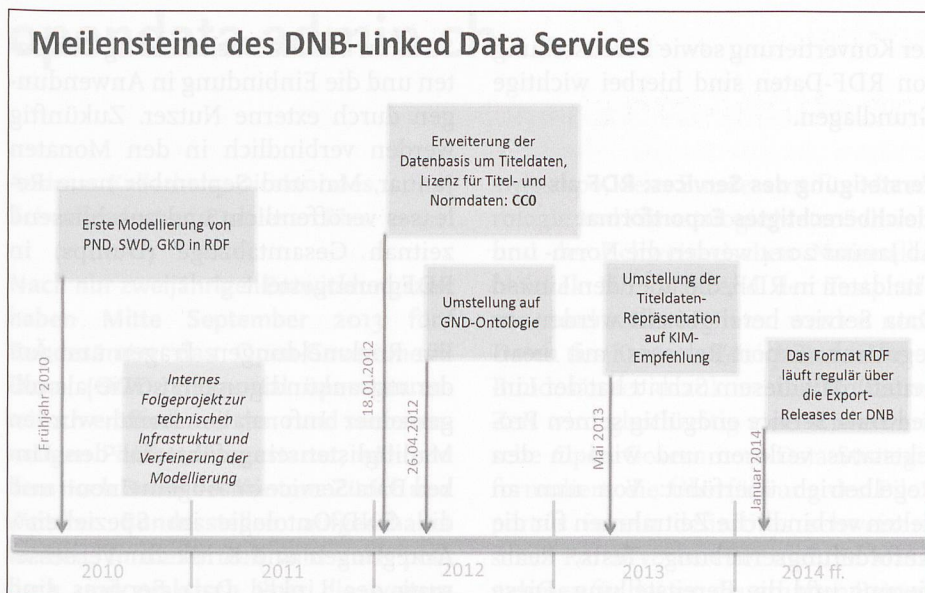 Meilensteine des DNB-Linked Data Services
Erste Modellierung von
PND, SWD, GKD in RDF
Frühjahr 2010
Internes
Folgeprojekt zur
technischen
Infrastruktur und
Verfeinerung der
Modellierung
Erweiterung der
Datenbasis um Titeldaten,
Lizenz für Titel- und
Normdaten: CC0
18.01.2012
Umstellung auf
GND-Ontologie
26.04.2012
Umstellung der
Titeldaten-
Repräsentation
auf KIM-
Empfehlung
Mai 2013
Das Format RDF
läuft regulär über
die Export-
Releases der DNB
Januar 2014
2010
2011
2012
2013
2014 ff.